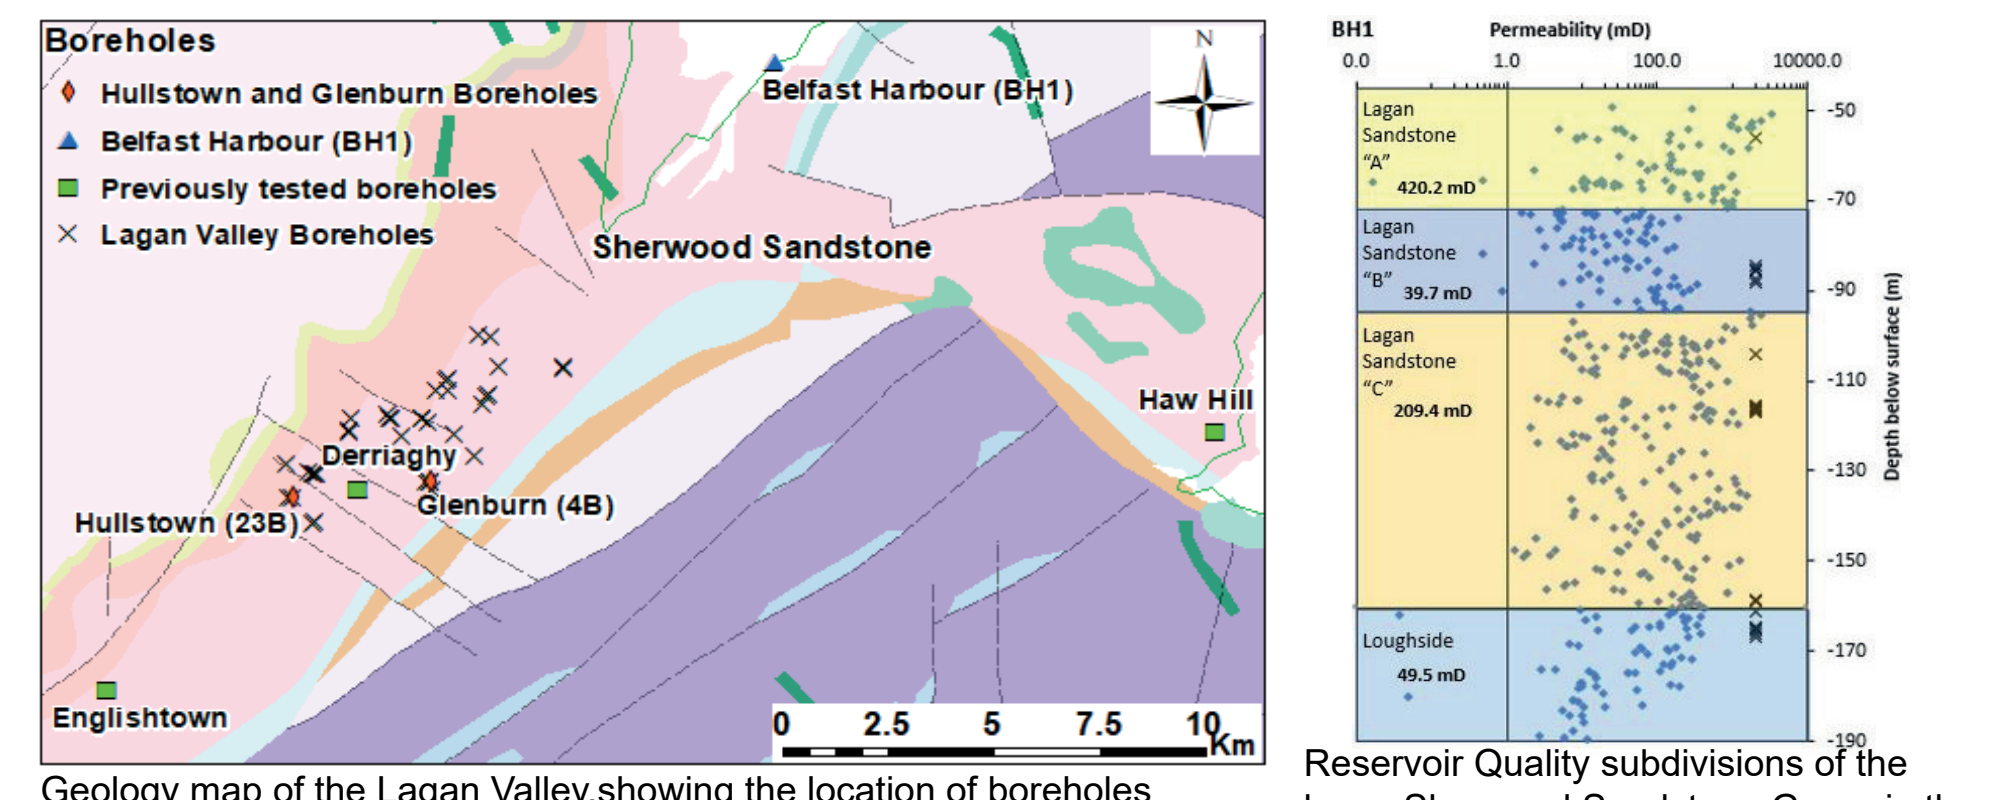 Boreholes
Hullstown and Glenburn Boreholes
Belfast Harbour (BH1)
Previously tested boreholes
Lagan Valley Boreholes
Belfast Harbour (BH1)
N
Sherwood Sandstone
Haw Hill
Derriaghy
Glenburn (4B)
Hullstown (23B)
Englishtown
0 2.5 5 7.5 10
Km
Geology map of the Lagan Valley,showing the location of boreholes
BH1 Permeability (mD)
0.0 1.0 100.0 10000.0
Lagan
Sandstone
“A”
420.2 mD
Lagan
Sandstone
“B”
39.7 mD
Lagan
Sandstone
“C”
209.4 mD
Loughside
49.5 mD
-50
-70
-90
-110
-130
-150
-170
-190
Depth below surface (m)
Reservoir Quality subdivisions of the